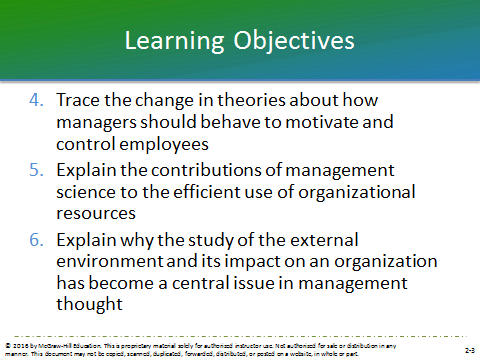 Learning Objectives
4. Trace the change in theories about how
managers should behave to motivate and
control employees
5. Explain the contributions of management
science to the efficient use of organizational
resources
6. Explain why the study of the external
environment and its impact on an organization
has become a central issue in management
thought
© 2016 by McGraw-Hill Education. This is proprietary material solely for authorized instructor use. Not authorized for sale or distribution in any
manner. This document may not be copied, scanned, duplicated, forwarded, distributed, or posted on a website, in whole or part.
2-3